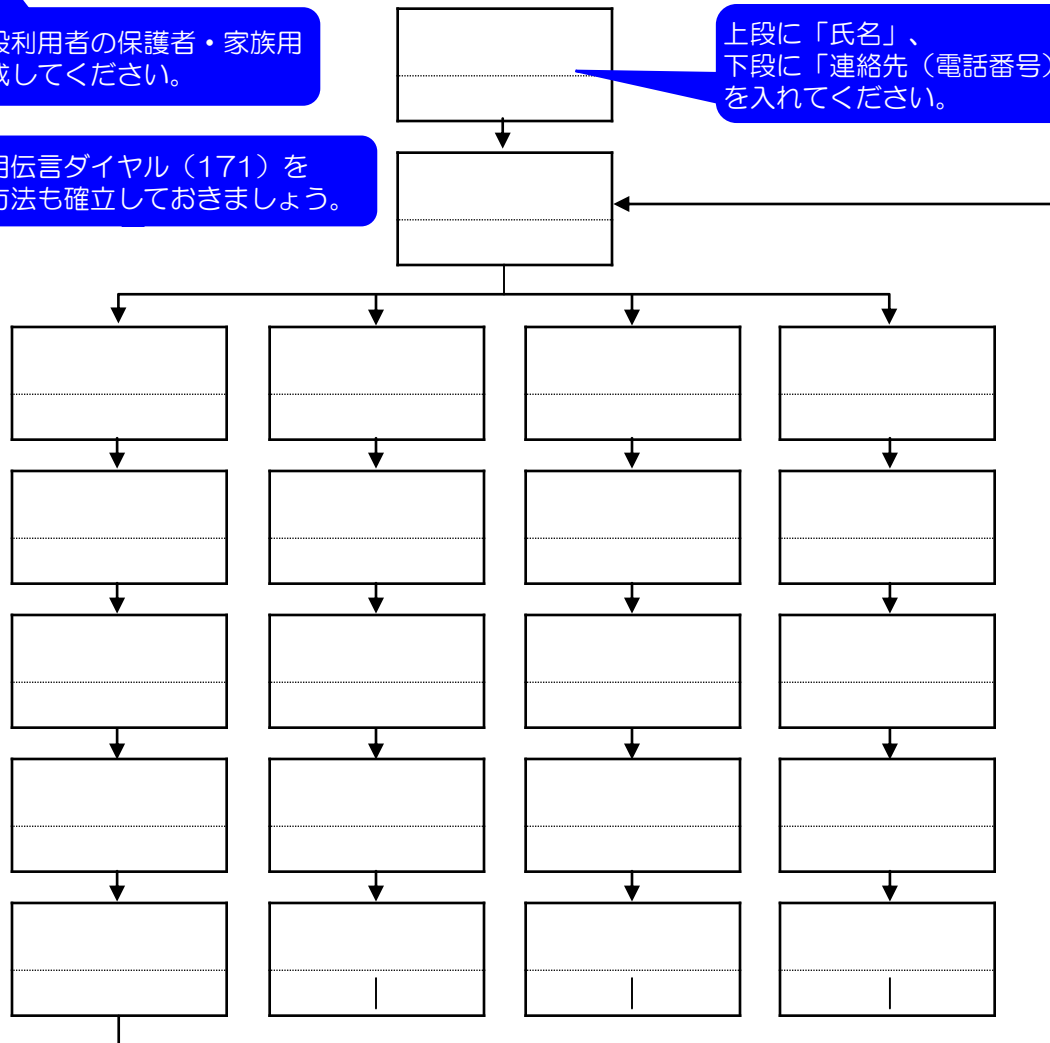 設利用者の保護者・家族用
成してください。
上段に「氏名」、
下段に「連絡先（電話番号）
を入れてください。
用伝言ダイヤル（171）を
方法も確立しておきましょう。